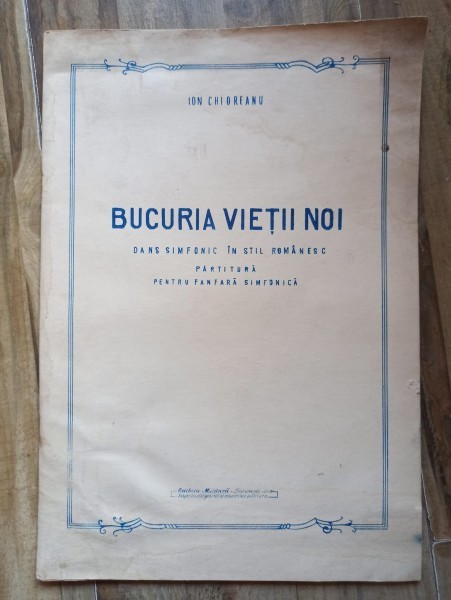 ION CHIOREANU
BUCURIA VIEȚII NOI
DANS SIMFONIC ÎN STIL ROMÂNESC
PARTITURĂ
PENTRU FANFARĂ SIMFONICĂ